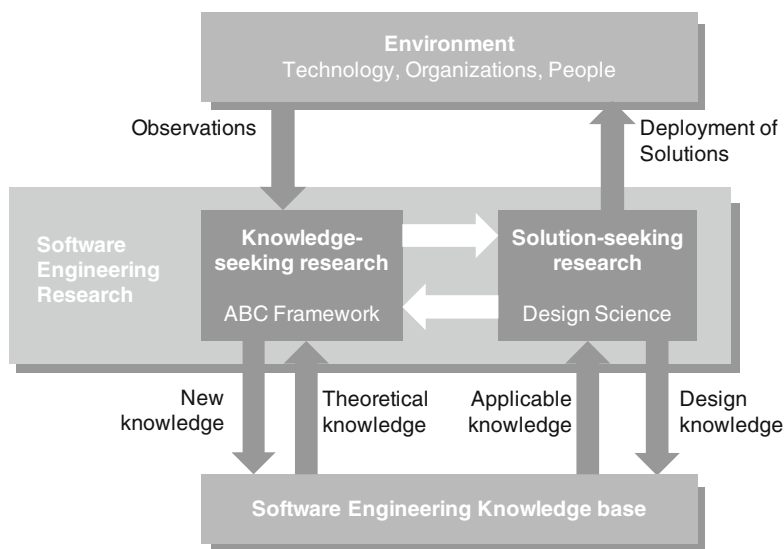 Environment
Technology, Organizations, People
Observations
Deployment of
Solutions
Software
Engineering
Research
Knowledge-
seeking research
ABC Framework
Solution-seeking
research
Design Science
New
knowledge
Theoretical
knowledge
Applicable
knowledge
Design
knowledge
Software Engineering Knowledge base